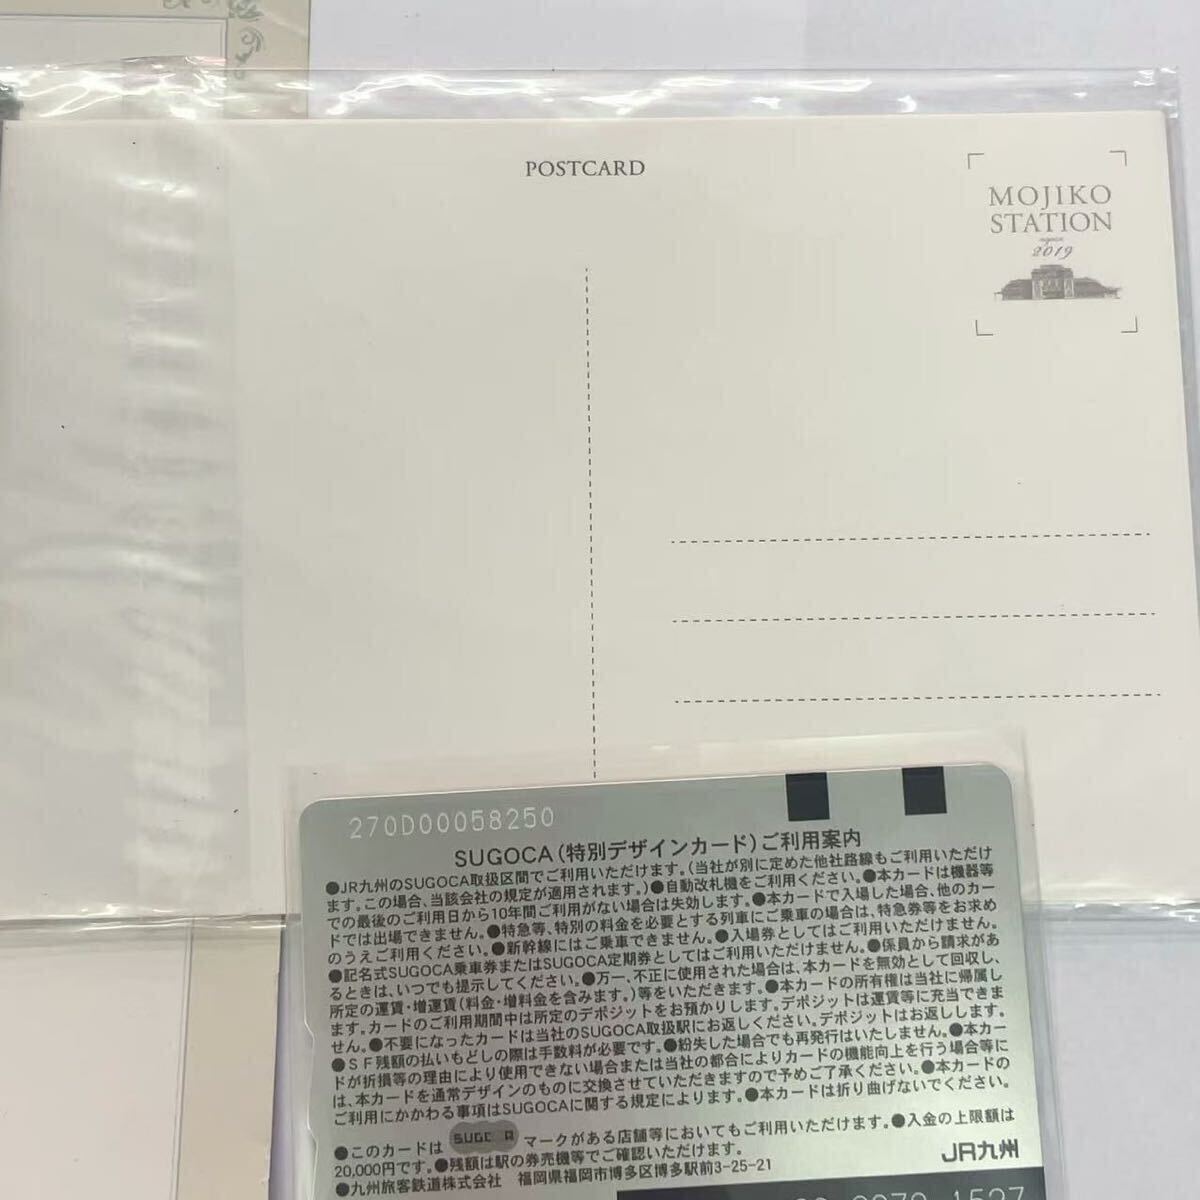 POSTCARD
MOJIKO
STATION
2019
270D00058250
SUGOCA(特別デザインカード)ご利用案内
●JR九州のSUGOCA取扱区間でご利用いただけます。(当社が別に定めた他社路線もご利用いただけ
ます。この場合、当該会社の規定が適用されます。)●自動改札機をご利用ください。●本カードは機器等
での最後のご利用日から10年間ご利用がない場合は失効します。●本カードで入場した場合、他のカー
ドでは出場できません。●特急等、特別の料金を必要とする列車にご乗車の場合は、特急券等をお求め
のうえご利用ください。●新幹線にはご乗車できません。●入場券としてはご利用いただけません。
●記名式SUGOCA乗車券またはSUGOCA定期券としてはご利用いただけません。●係員から請求があ
るときは、いつでも提示してください。●万一、不正に使用された場合は、本カードを無効として回収し、
所定の運賃・増運賃(料金・増料金を含みます。)等をいただきます。●本カードの所有権は当社に帰属し
ます。カードのご利用期間中は所定のデポジットをお預かりします。デポジットは運賃等に充当できま
せん。●不要になったカードは当社のSUGOCA取扱駅にお返しください。デポジットはお返しします。
●SF残額の払いもどしの際は手数料が必要です。●紛失した場合でも再発行はいたしません。●本カー
ドが折損等の理由により使用できない場合または当社の都合によりカードの機能向上を行う場合等に
は、本カードを通常デザインのものに交換させていただきますので予めご了承ください。●本カードの
ご利用にかかわる事項はSUGOCAに関する規定によります。●本カードは折り曲げないでください。
●このカードは SUGOCA マークがある店舗等においてもご利用いただけます。●入金の上限額は
20,000円です。●残額は駅の券売機等でご確認いただけます。
●九州旅客鉄道株式会社 福岡県福岡市博多区博多駅前3-25-21
JR九州